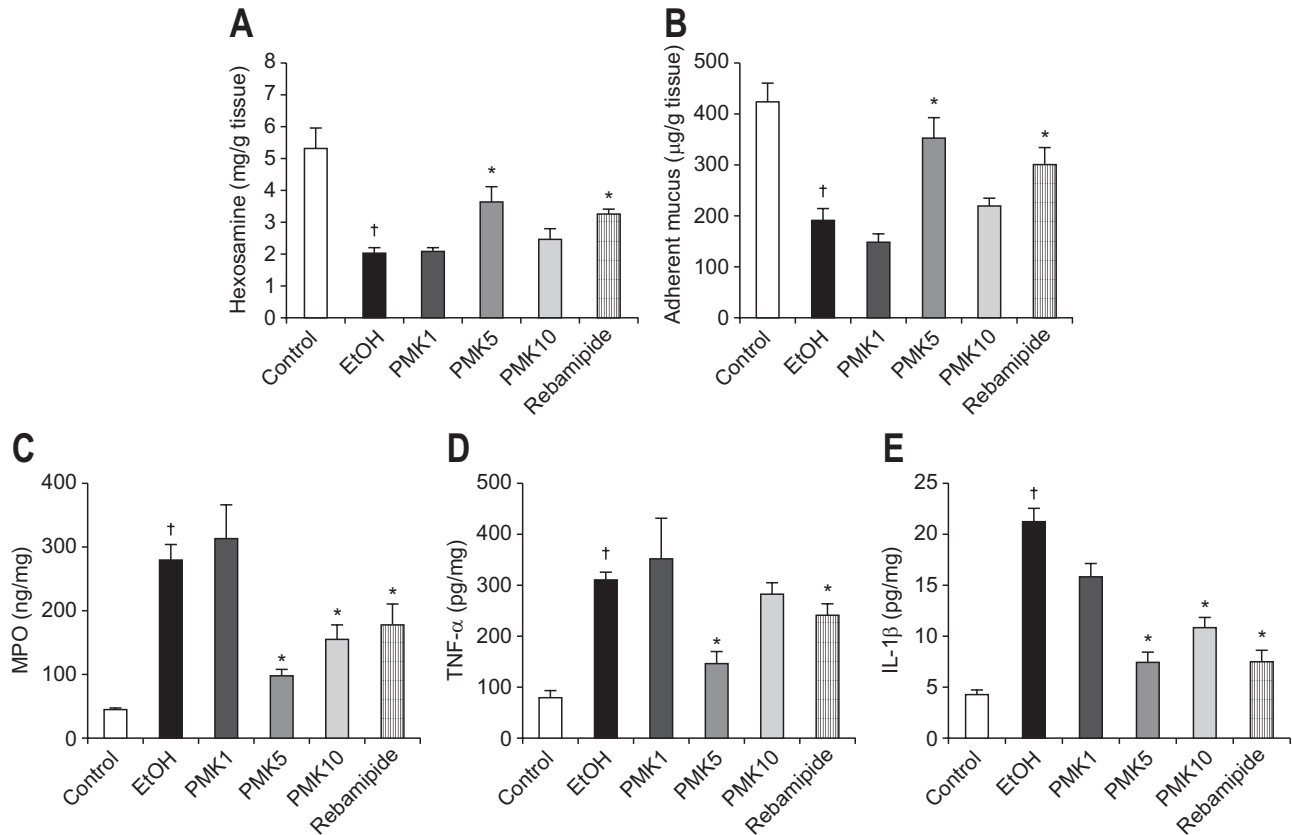 A
Hexosamine (mg/g tissue)
8
7
6
5
4
3
2
1
0
†
*
*
Control
EtOH
PMK1
PMK5
PMK10
Rebamipide
B
Adherent mucus (μg/g tissue)
500
400
300
200
100
0
†
*
*
Control
EtOH
PMK1
PMK5
PMK10
Rebamipide
C
MPO (ng/mg)
400
300
200
100
0
†
*
*
*
Control
EtOH
PMK1
PMK5
PMK10
Rebamipide
D
TNF-α (pg/mg)
500
400
300
200
100
0
†
*
*
Control
EtOH
PMK1
PMK5
PMK10
Rebamipide
E
IL-1β (pg/mg)
25
20
15
10
5
0
†
*
*
*
Control
EtOH
PMK1
PMK5
PMK10
Rebamipide